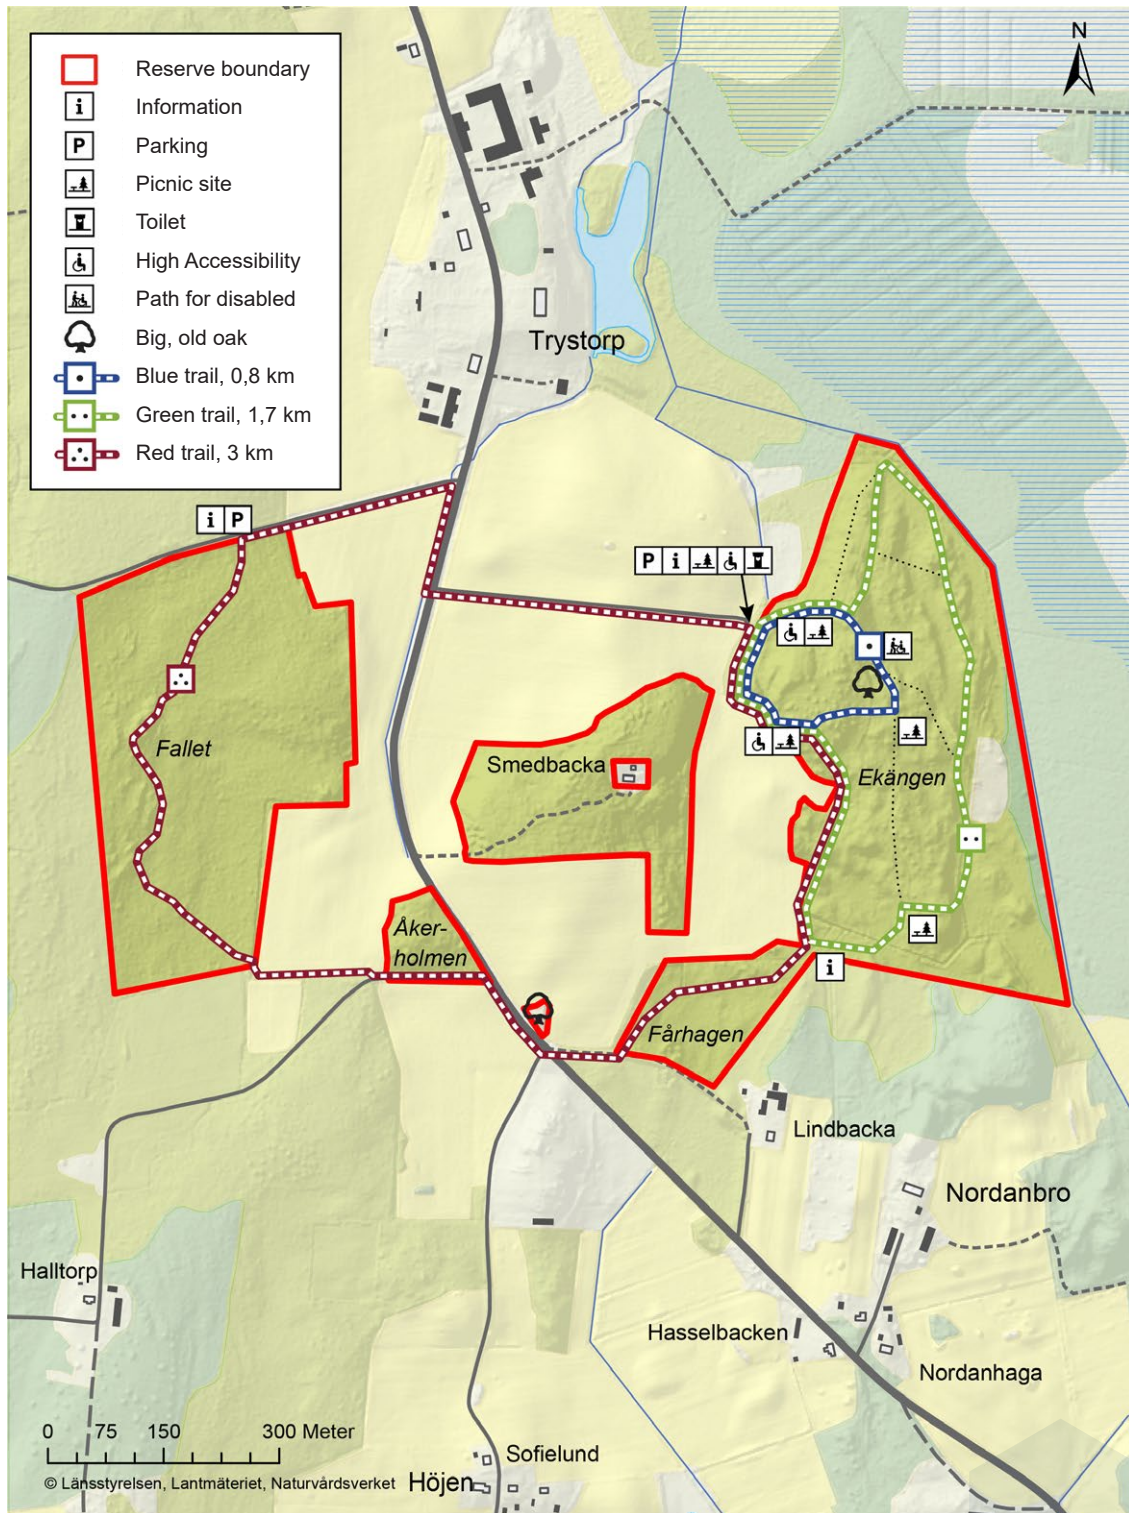 Reserve boundary
i Information
P Parking
Picnic site
Toilet
High Accessibility
Path for disabled
Big, old oak
Blue trail, 0,8 km
Green trail, 1,7 km
Red trail, 3 km
N
Trystorp
i P
P i
Fallet
Smedbacka
Ekängen
Åker-
holmen
i
Fårhagen
Lindbacka
Nordanbro
Halltorp
Hasselbacken
Nordanhaga
0 75 150 300 Meter
Sofielund
© Länsstyrelsen, Lantmäteriet, Naturvårdsverket
Höjen